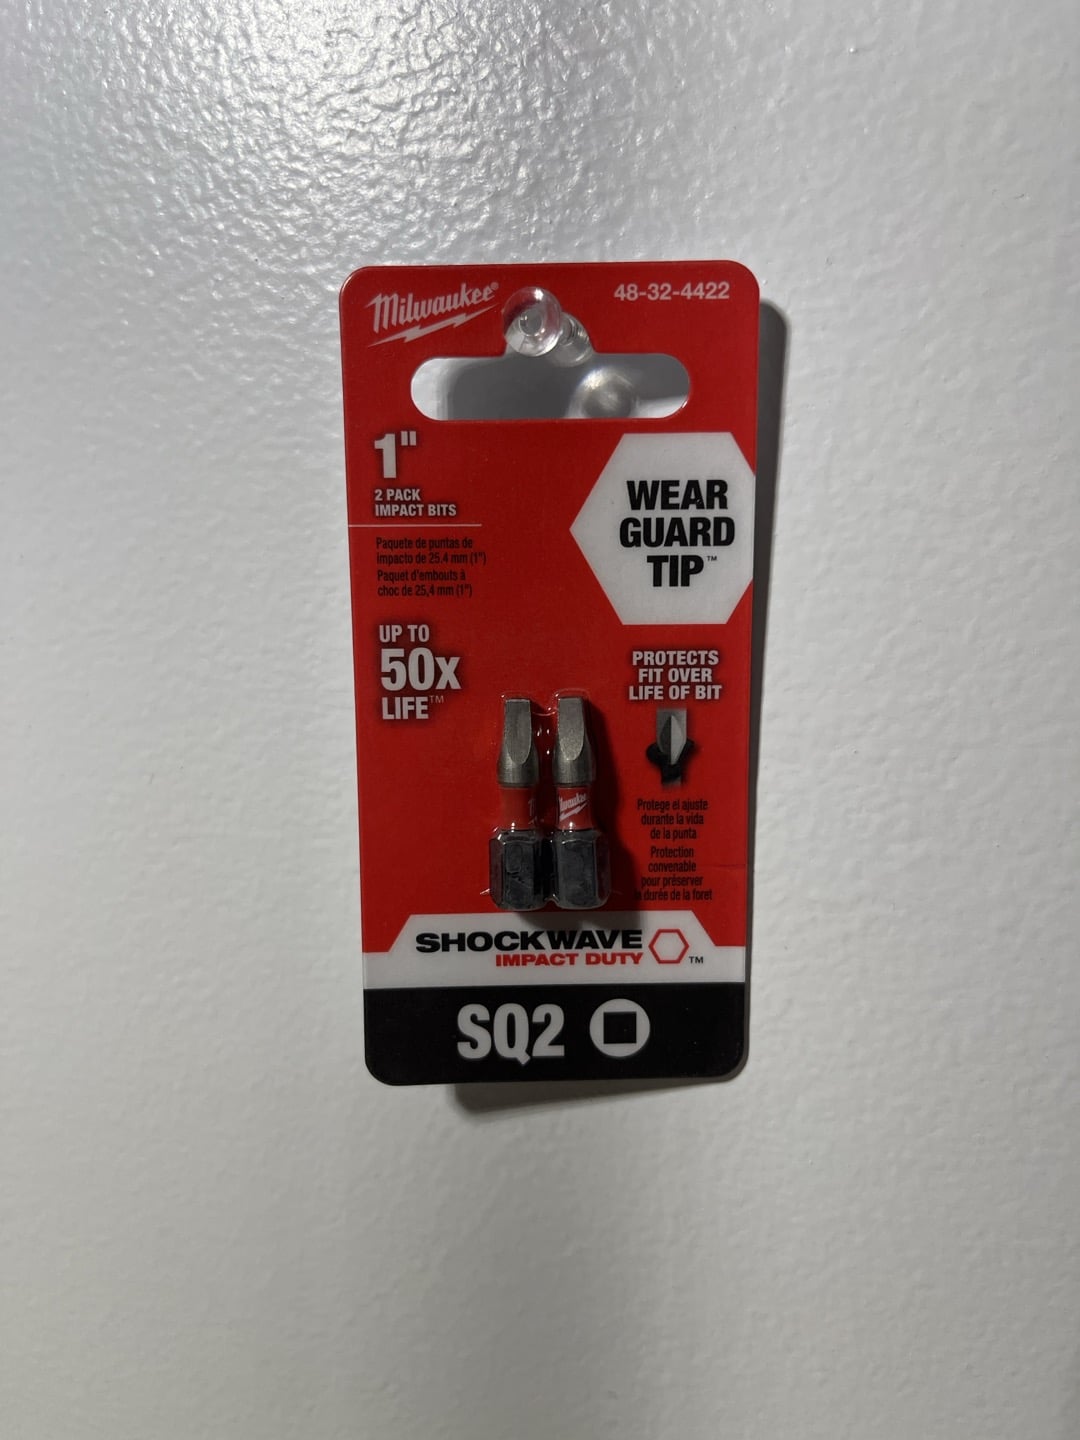 Milwaukee®
48-32-4422
1"
2 PACK
IMPACT BITS
Paquete de puntas de
impacto de 25.4 mm (1")
Paquet d'embouts à
choc de 25,4 mm (1")
UP TO
50x
LIFE™
WEAR
GUARD
TIP™
PROTECTS
FIT OVER
LIFE OF BIT
Protege el ajuste
durante la vida
de la punta
Protection
convenable
pour préserver
la durée de la foret
Milwaukee
SHOCKWAVE
IMPACT DUTY ™
SQ2